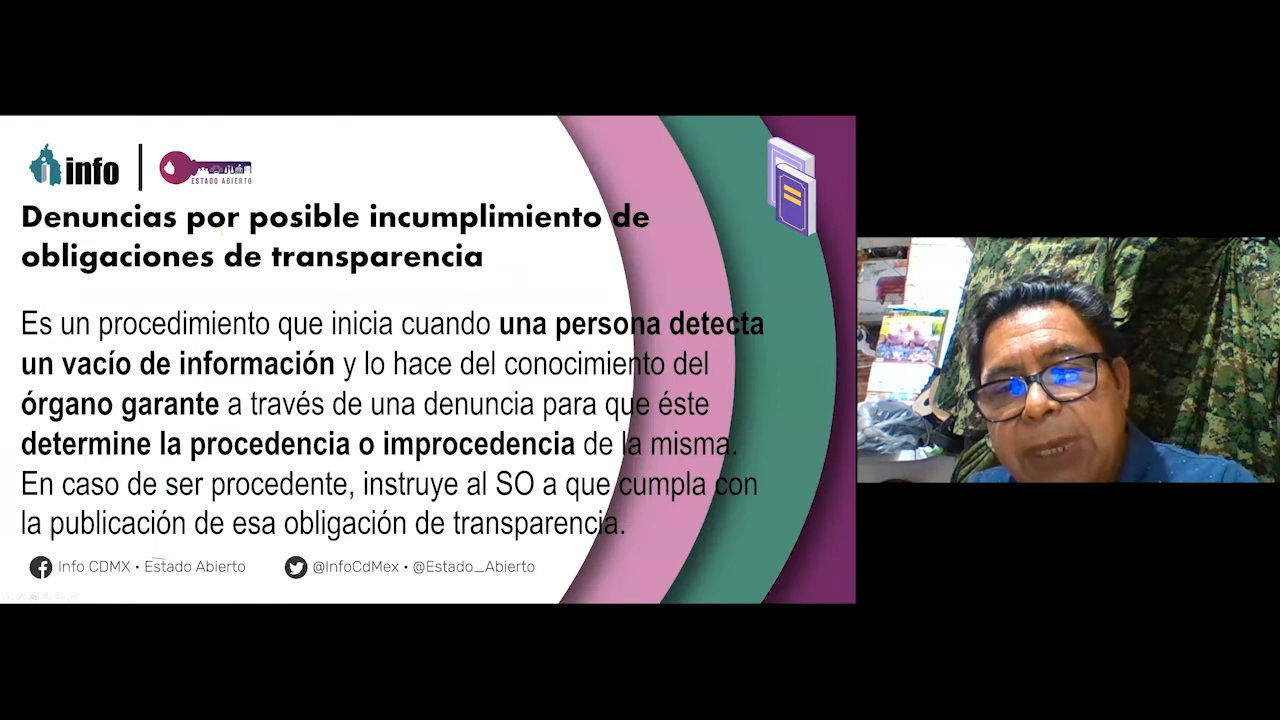 info
ESTADO ABIERTO
Denuncias por posible incumplimiento de
obligaciones de transparencia
Es un procedimiento que inicia cuando una persona detecta
un vacío de información y lo hace del conocimiento del
órgano garante a través de una denuncia para que éste
determine la procedencia o improcedencia de la misma.
En caso de ser procedente, instruye al SO a que cumpla con
la publicación de esa obligación de transparencia.
Info CDMX • Estado Abierto
@InfoCdMex • @Estado_Abierto